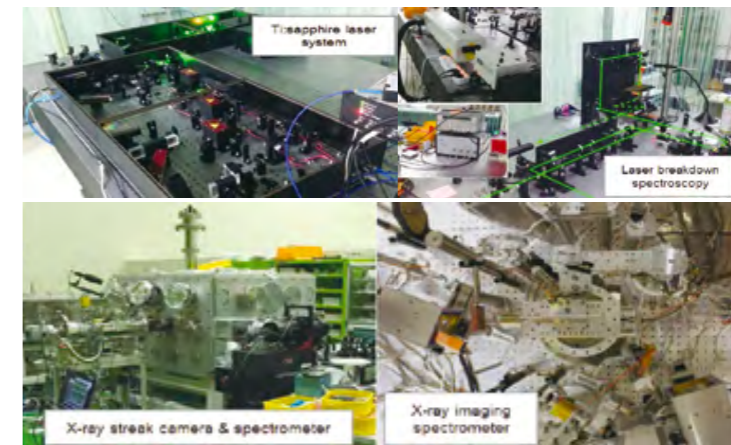 Ti:sapphire laser
system
Laser breakdown
spectroscopy
X-ray streak camera & spectrometer
X-ray imaging
spectrometer